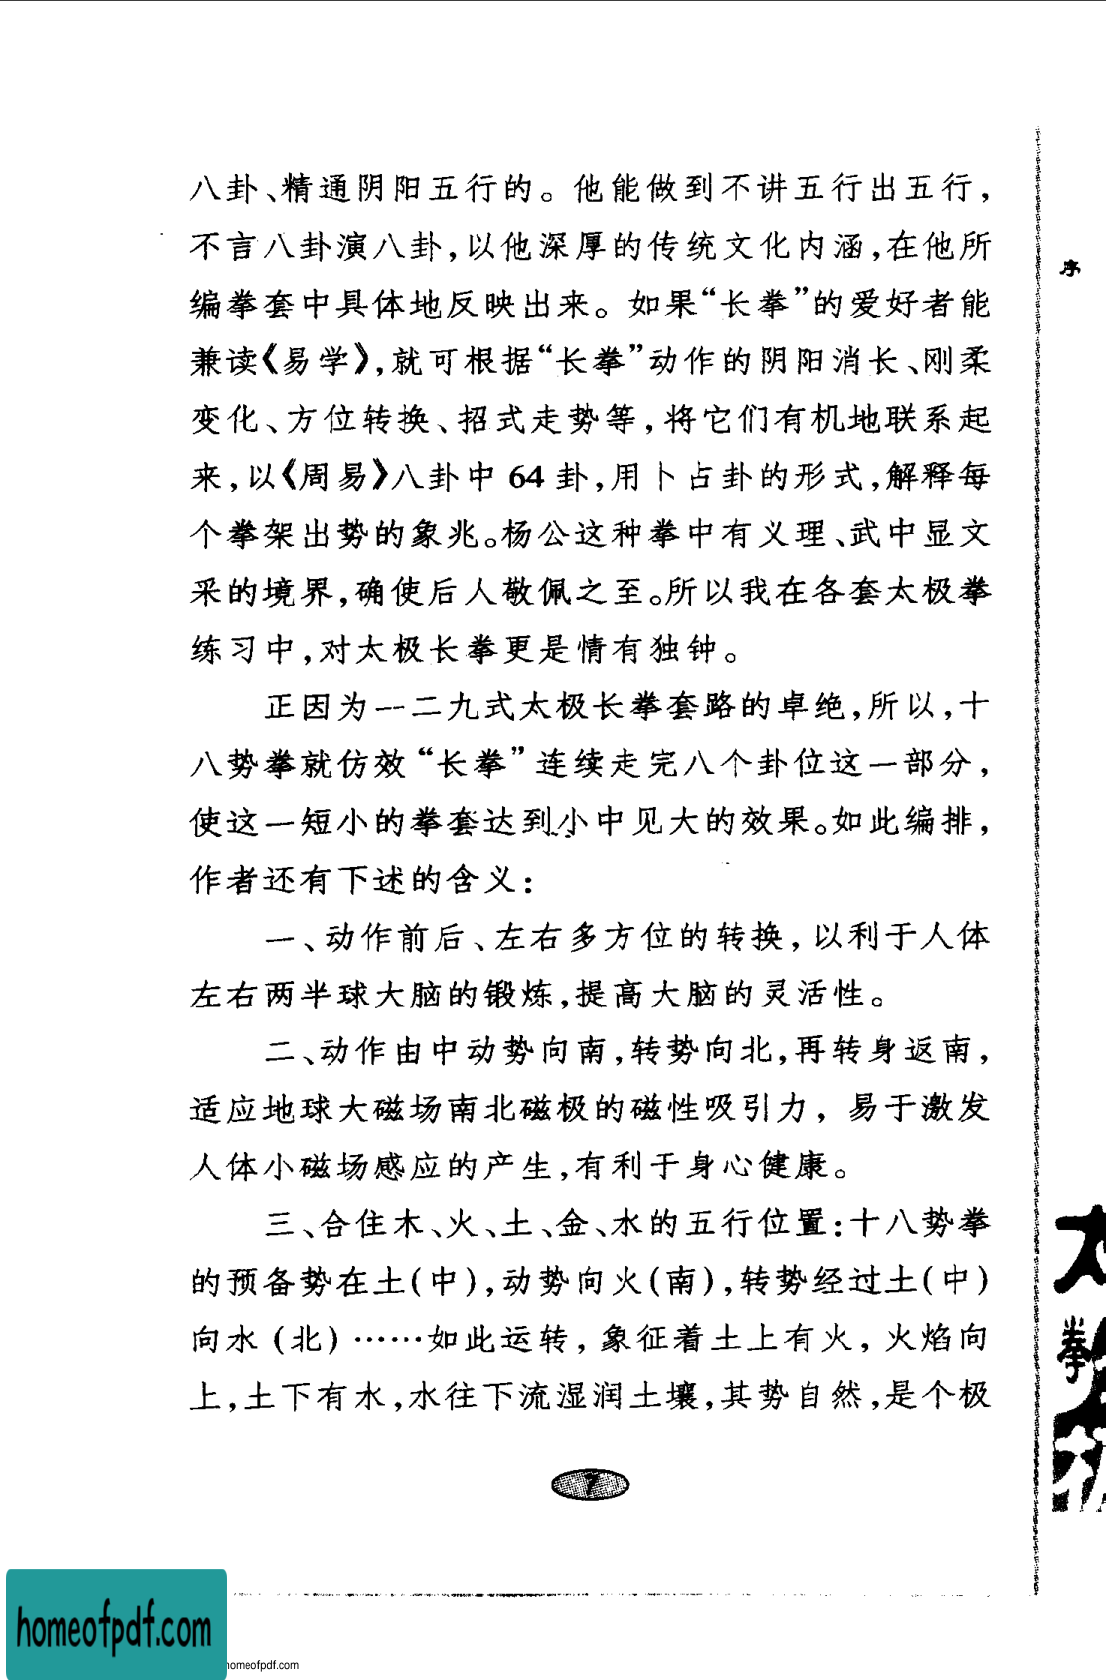 八卦、精通阴阳五行的。他能做到不讲五行出五行，
不言八卦演八卦，以他深厚的传统文化内涵，在他所
编拳套中具体地反映出来。如果“长拳”的爱好者能
兼读《易学》，就可根据“长拳”动作的阴阳消长、刚柔
变化、方位转换、招式走势等，将它们有机地联系起
来，以《周易》八卦中64卦，用卜占卦的形式，解释每
个拳架出势的象兆。杨公这种拳中有义理、武中显文
采的境界，确使后人敬佩之至。所以我在各套太极拳
练习中，对太极长拳更是情有独钟。
正因为一二九式太极长拳套路的卓绝，所以，十
八势拳就仿效“长拳”连续走完八个卦位这一部分，
使这一短小的拳套达到小中见大的效果。如此编排，
作者还有下述的含义：
一、动作前后、左右多方位的转换，以利于人体
左右两半球大脑的锻炼，提高大脑的灵活性。
二、动作由中动势向南，转势向北，再转身返南，
适应地球大磁场南北磁极的磁性吸引力，易于激发
人体小磁场感应的产生，有利于身心健康。
三、合住木、火、土、金、水的五行位置：十八势拳
的预备势在土(中)，动势向火(南)，转势经过土(中)
向水(北)……如此运转，象征着土上有火，火焰向
上，土下有水，水往下流湿润土壤，其势自然，是个极
7
序
太
拳
homeofpdf.com
homeofpdf.com